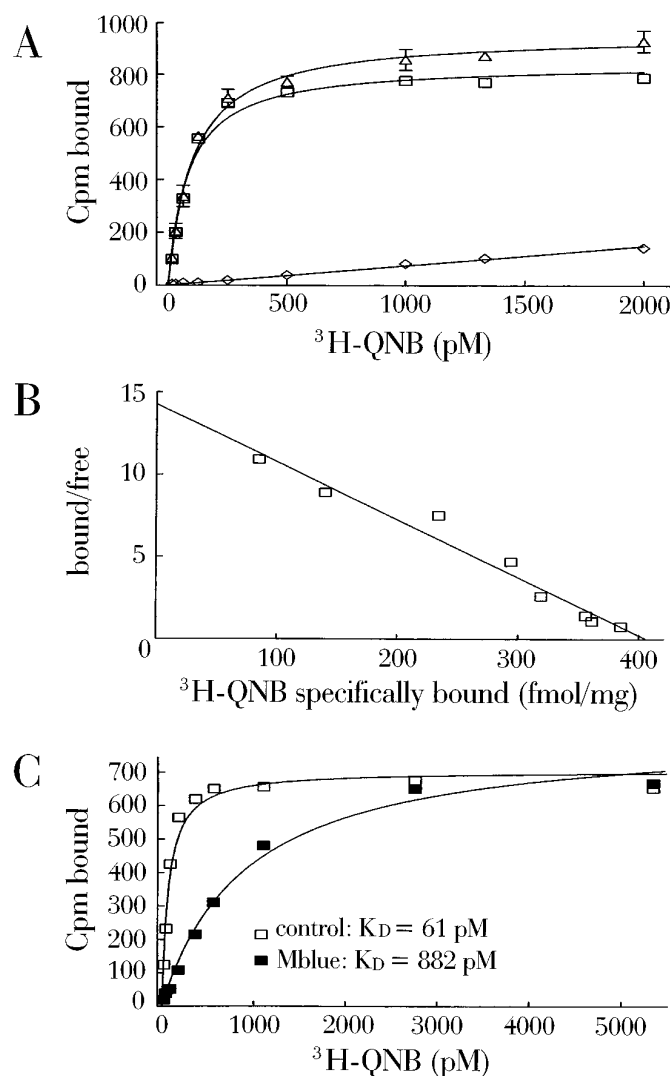 A
1000
800
600
400
200
0
Cpm bound
0 500 1000 1500 2000
³H-QNB (pM)
B
15
10
5
0
bound/free
100 200 300 400
³H-QNB specifically bound (fmol/mg)
C
700
600
500
400
300
200
100
0
Cpm bound
control: KD = 61 pM
Mblue: KD = 882 pM
0 1000 2000 3000 4000 5000
³H-QNB (pM)